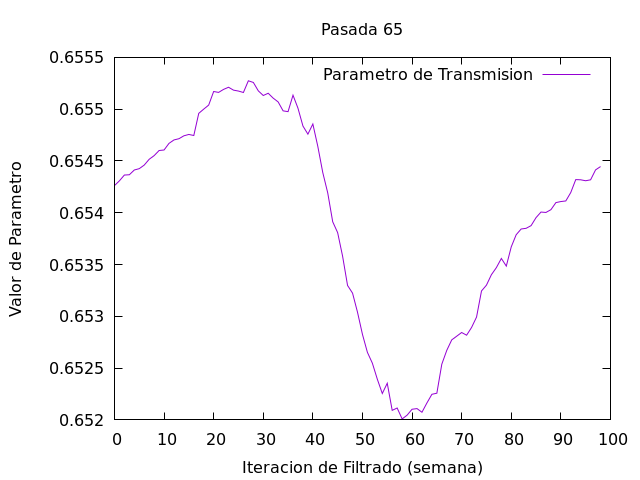 Pasada 65
Parametro de Transmision
0.6555
0.655
0.6545
0.654
0.6535
0.653
0.6525
0.652
Valor de Parametro
0 10 20 30 40 50 60 70 80 90 100
Iteracion de Filtrado (semana)